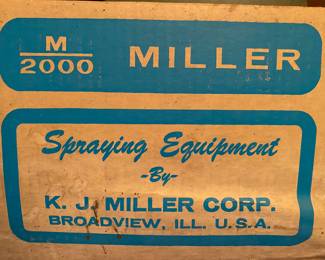 M
2000 MILLER
Spraying Equipment
-By-
K. J. MILLER CORP.
BROADVIEW, ILL. U.S.A.